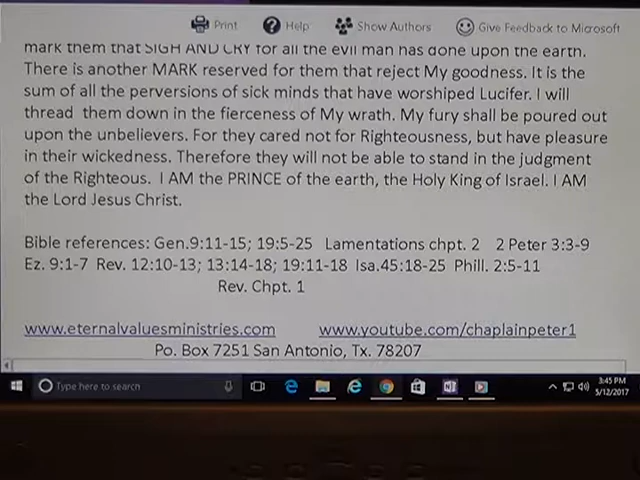 Print Help Show Authors Give Feedback to Microsoft
mark them that SIGH AND CRY for all the evil man has done upon the earth.
There is another MARK reserved for them that reject My goodness. It is the
sum of all the perversions of sick minds that have worshiped Lucifer. I will
thread them down in the fierceness of My wrath. My fury shall be poured out
upon the unbelievers. For they cared not for Righteousness, but have pleasure
in their wickedness. Therefore they will not be able to stand in the judgment
of the Righteous. I AM the PRINCE of the earth, the Holy King of Israel. I AM
the Lord Jesus Christ.
Bible references: Gen.9:11-15; 19:5-25 Lamentations chpt. 2 2 Peter 3:3-9
Ez. 9:1-7 Rev. 12:10-13; 13:14-18; 19:11-18 Isa.45:18-25 Phill. 2:5-11
Rev. Chpt. 1
www.eternalvaluesministries.com www.youtube.com/chaplainpeter1
Po. Box 7251 San Antonio, Tx. 78207
Type here to search
3:45 PM
5/12/2017